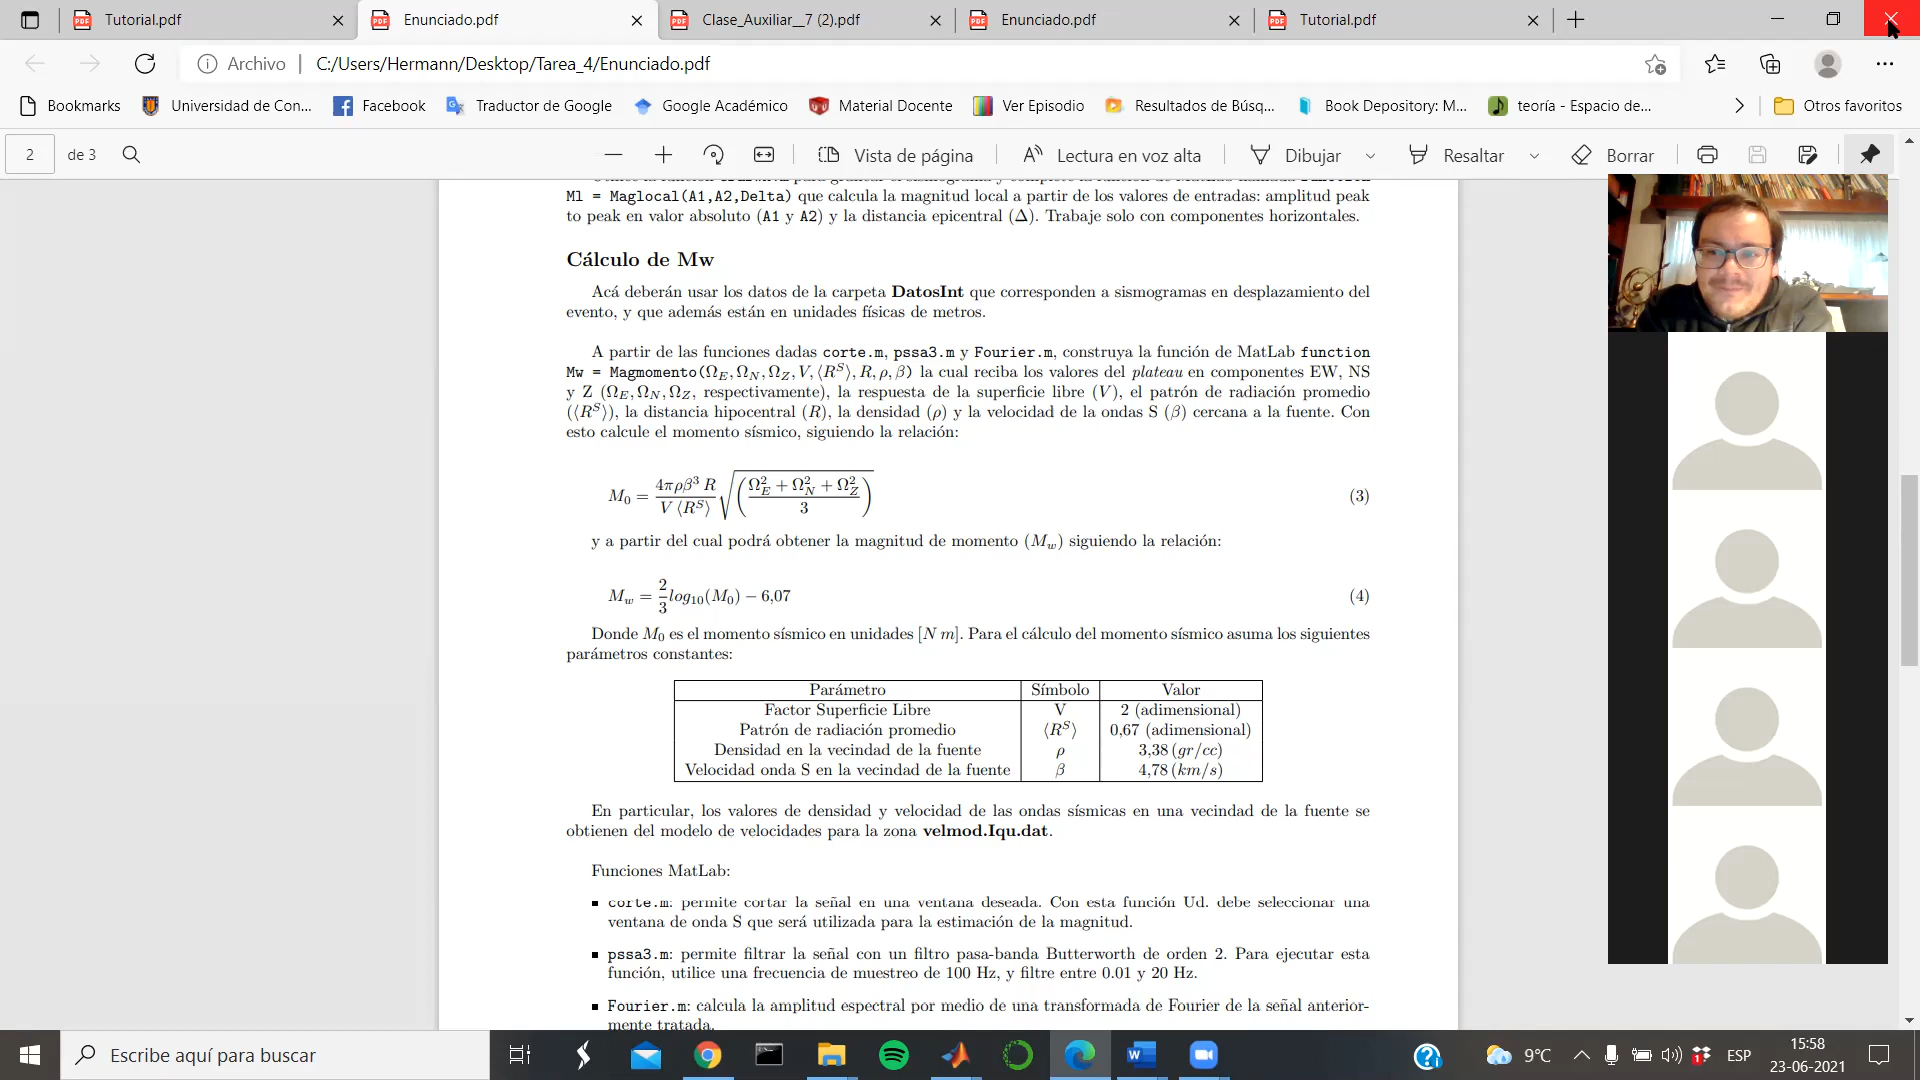 Tutorial.pdf
Enunciado.pdf
Clase_Auxiliar__7 (2).pdf
Enunciado.pdf
Tutorial.pdf
Archivo
C:/Users/Hermann/Desktop/Tarea_4/Enunciado.pdf
Bookmarks
Universidad de Con...
Facebook
Traductor de Google
Google Académico
Material Docente
Ver Episodio
Resultados de Búsq...
Book Depository: M...
teoría - Espacio de...
Otros favoritos
2 de 3
Vista de página
Lectura en voz alta
Dibujar
Resaltar
Borrar
Ml = Maglocal(A1,A2,Delta) que calcula la magnitud local a partir de los valores de entradas: amplitud peak
to peak en valor absoluto (A1 y A2) y la distancia epicentral (Δ). Trabaje solo con componentes horizontales.
Cálculo de Mw
Acá deberán usar los datos de la carpeta DatosInt que corresponden a sismogramas en desplazamiento del
evento, y que además están en unidades físicas de metros.
A partir de las funciones dadas corte.m, pssa3.m y Fourier.m, construya la función de MatLab function
Mw = Magmomento(Ω_E, Ω_N, Ω_Z, V, ⟨R^S⟩, R, ρ, β) la cual reciba los valores del plateau en componentes EW, NS
y Z (Ω_E, Ω_N, Ω_Z, respectivamente), la respuesta de la superficie libre (V), el patrón de radiación promedio
(⟨R^S⟩), la distancia hipocentral (R), la densidad (ρ) y la velocidad de la ondas S (β) cercana a la fuente. Con
esto calcule el momento sísmico, siguiendo la relación:
M_0 = 4πρβ^3 R / V ⟨R^S⟩ √((Ω_E^2 + Ω_N^2 + Ω_Z^2) / 3) (3)
y a partir del cual podrá obtener la magnitud de momento (M_w) siguiendo la relación:
M_w = 2/3 log_10(M_0) − 6,07 (4)
Donde M_0 es el momento sísmico en unidades [N m]. Para el cálculo del momento sísmico asuma los siguientes
parámetros constantes:
Parámetro Símbolo Valor
Factor Superficie Libre V 2 (adimensional)
Patrón de radiación promedio ⟨R^S⟩ 0,67 (adimensional)
Densidad en la vecindad de la fuente ρ 3,38 (gr/cc)
Velocidad onda S en la vecindad de la fuente β 4,78 (km/s)
En particular, los valores de densidad y velocidad de las ondas sísmicas en una vecindad de la fuente se
obtienen del modelo de velocidades para la zona velmod.Iqu.dat.
Funciones MatLab:
▪ corte.m: permite cortar la señal en una ventana deseada. Con esta función Ud. debe seleccionar una
ventana de onda S que será utilizada para la estimación de la magnitud.
▪ pssa3.m: permite filtrar la señal con un filtro pasa-banda Butterworth de orden 2. Para ejecutar esta
función, utilice una frecuencia de muestreo de 100 Hz, y filtre entre 0.01 y 20 Hz.
▪ Fourier.m: calcula la amplitud espectral por medio de una transformada de Fourier de la señal anterior-
mente tratada.
Escribe aquí para buscar
9°C
ESP
15:58
23-06-2021